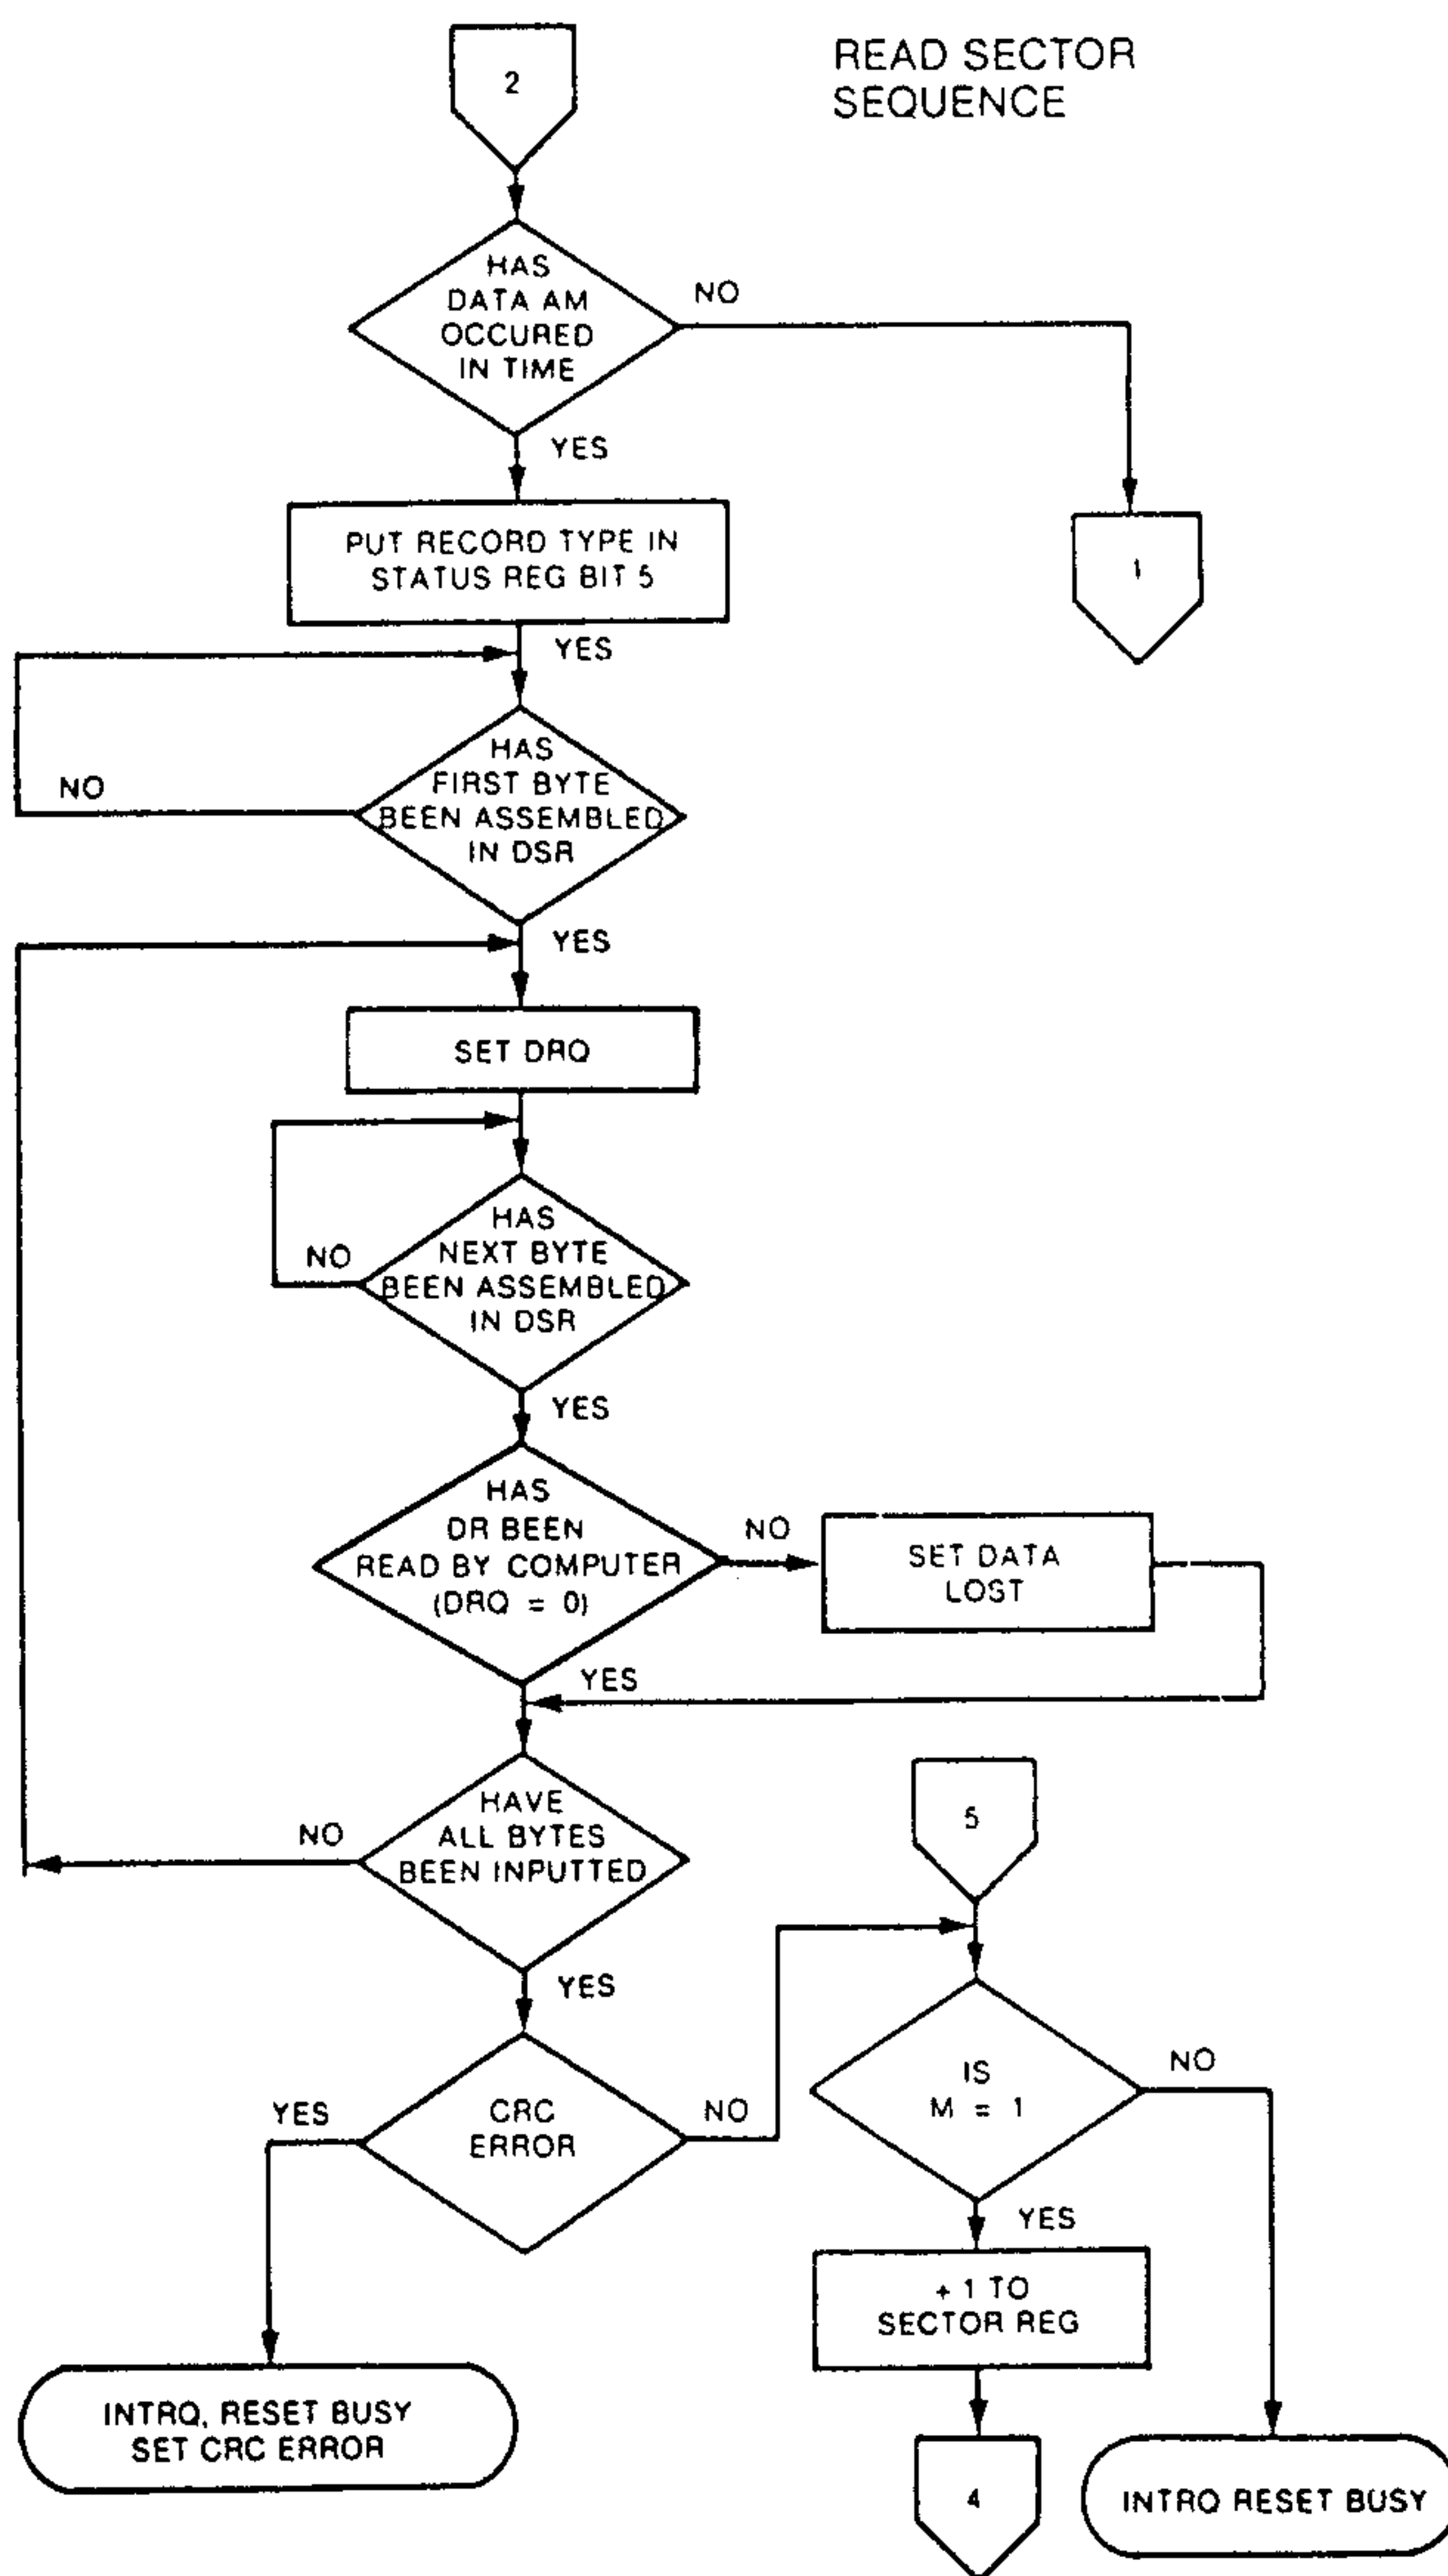 READ SECTOR
SEQUENCE
2
HAS
DATA AM
OCCURED
IN TIME
NO
YES
PUT RECORD TYPE IN
STATUS REG BIT 5
1
YES
HAS
FIRST BYTE
BEEN ASSEMBLED
IN DSR
NO
YES
SET DRQ
HAS
NEXT BYTE
BEEN ASSEMBLED
IN DSR
NO
YES
HAS
DR BEEN
READ BY COMPUTER
(DRQ = 0)
NO
SET DATA
LOST
YES
HAVE
ALL BYTES
BEEN INPUTTED
NO
5
YES
CRC
ERROR
YES
NO
IS
M = 1
NO
YES
+ 1 TO
SECTOR REG
INTRQ, RESET BUSY
SET CRC ERROR
4
INTRQ RESET BUSY